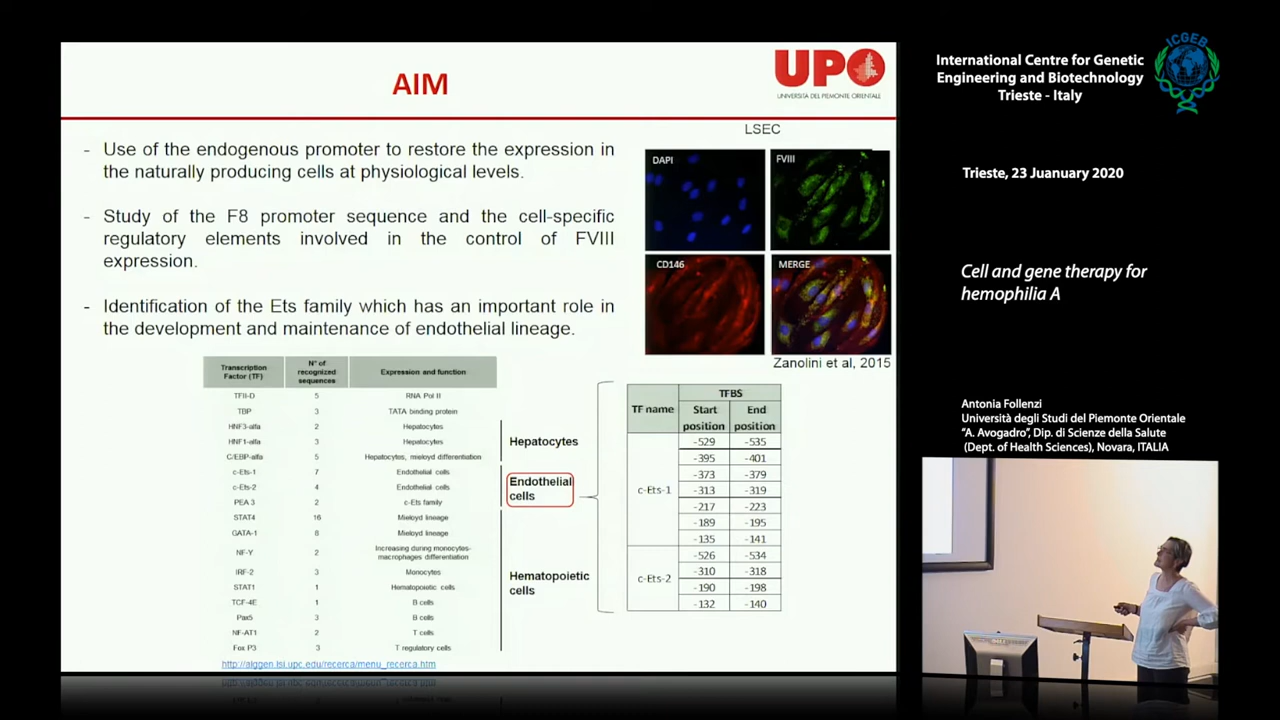 AIM
UPO
UNIVERSITÀ DEL PIEMONTE ORIENTALE
- Use of the endogenous promoter to restore the expression in
the naturally producing cells at physiological levels.
- Study of the F8 promoter sequence and the cell-specific
regulatory elements involved in the control of FVIII
expression.
- Identification of the Ets family which has an important role in
the development and maintenance of endothelial lineage.
LSEC
DAPI
FVIII
CD146
MERGE
Zanolini et al, 2015
Transcription Factor (TF) N° of recognized sequences Expression and function
TFII-D 5 RNA Pol II
TBP 3 TATA binding protein
HNF3-alfa 2 Hepatocytes
HNF1-alfa 3 Hepatocytes
C/EBP-alfa 5 Hepatocytes, mieloyd differentiation
c-Ets-1 7 Endothelial cells
c-Ets-2 4 Endothelial cells
PEA 3 2 c-Ets family
STAT4 16 Mieloyd lineage
GATA-1 8 Mieloyd lineage
NF-Y 2 Increasing during monocytes-macrophages differentiation
IRF-2 3 Monocytes
STAT1 1 Hematopoietic cells
TCF-4E 1 B cells
Pax5 3 B cells
NF-AT1 2 T cells
Fox P3 3 T regulatory cells
Hepatocytes
Endothelial
cells
Hematopoietic
cells
TF name TFBS
Start position End position
c-Ets-1
-529 -535
-395 -401
-373 -379
-313 -319
-217 -223
-189 -195
-135 -141
c-Ets-2
-526 -534
-310 -318
-190 -198
-132 -140
http://alggen.lsi.upc.edu/recerca/menu_recerca.htm
International Centre for Genetic
Engineering and Biotechnology
Trieste - Italy
ICGEB
Trieste, 23 Juanuary 2020
Cell and gene therapy for
hemophilia A
Antonia Follenzi
Università degli Studi del Piemonte Orientale
"A. Avogadro", Dip. di Scienze della Salute
(Dept. of Health Sciences), Novara, ITALIA